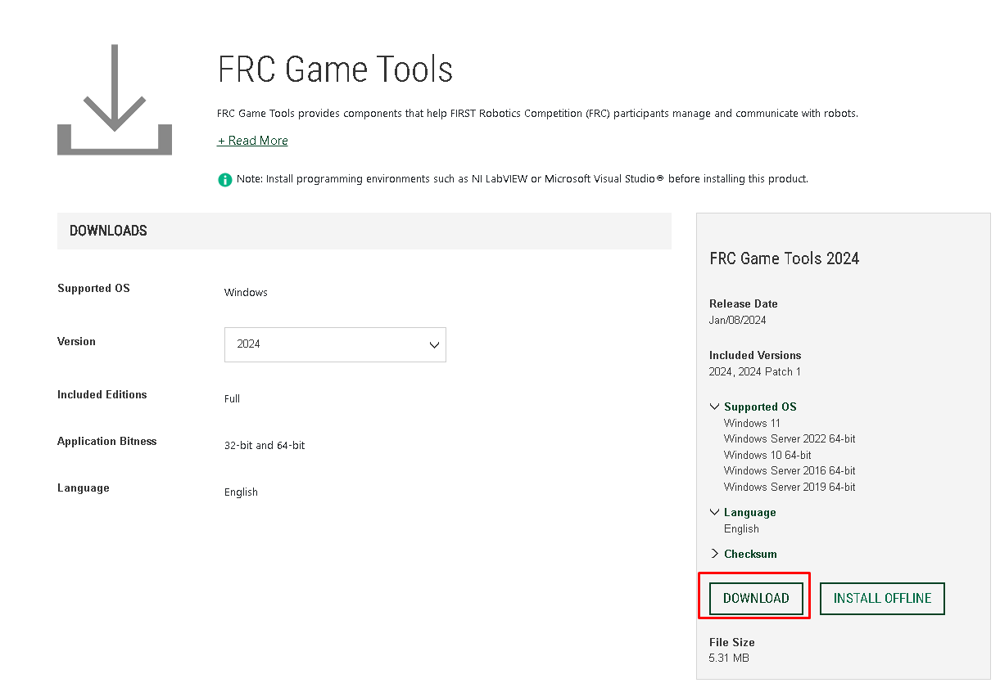 FRC Game Tools
FRC Game Tools provides components that help FIRST Robotics Competition (FRC) participants manage and communicate with robots.
+ Read More
Note: Install programming environments such as NI LabVIEW or Microsoft Visual Studio® before installing this product.
DOWNLOADS
Supported OS
Windows
Version
2024
Included Editions
Full
Application Bitness
32-bit and 64-bit
Language
English
FRC Game Tools 2024
Release Date
Jan/08/2024
Included Versions
2024, 2024 Patch 1
Supported OS
Windows 11
Windows Server 2022 64-bit
Windows 10 64-bit
Windows Server 2016 64-bit
Windows Server 2019 64-bit
Language
English
Checksum
DOWNLOAD
INSTALL OFFLINE
File Size
5.31 MB